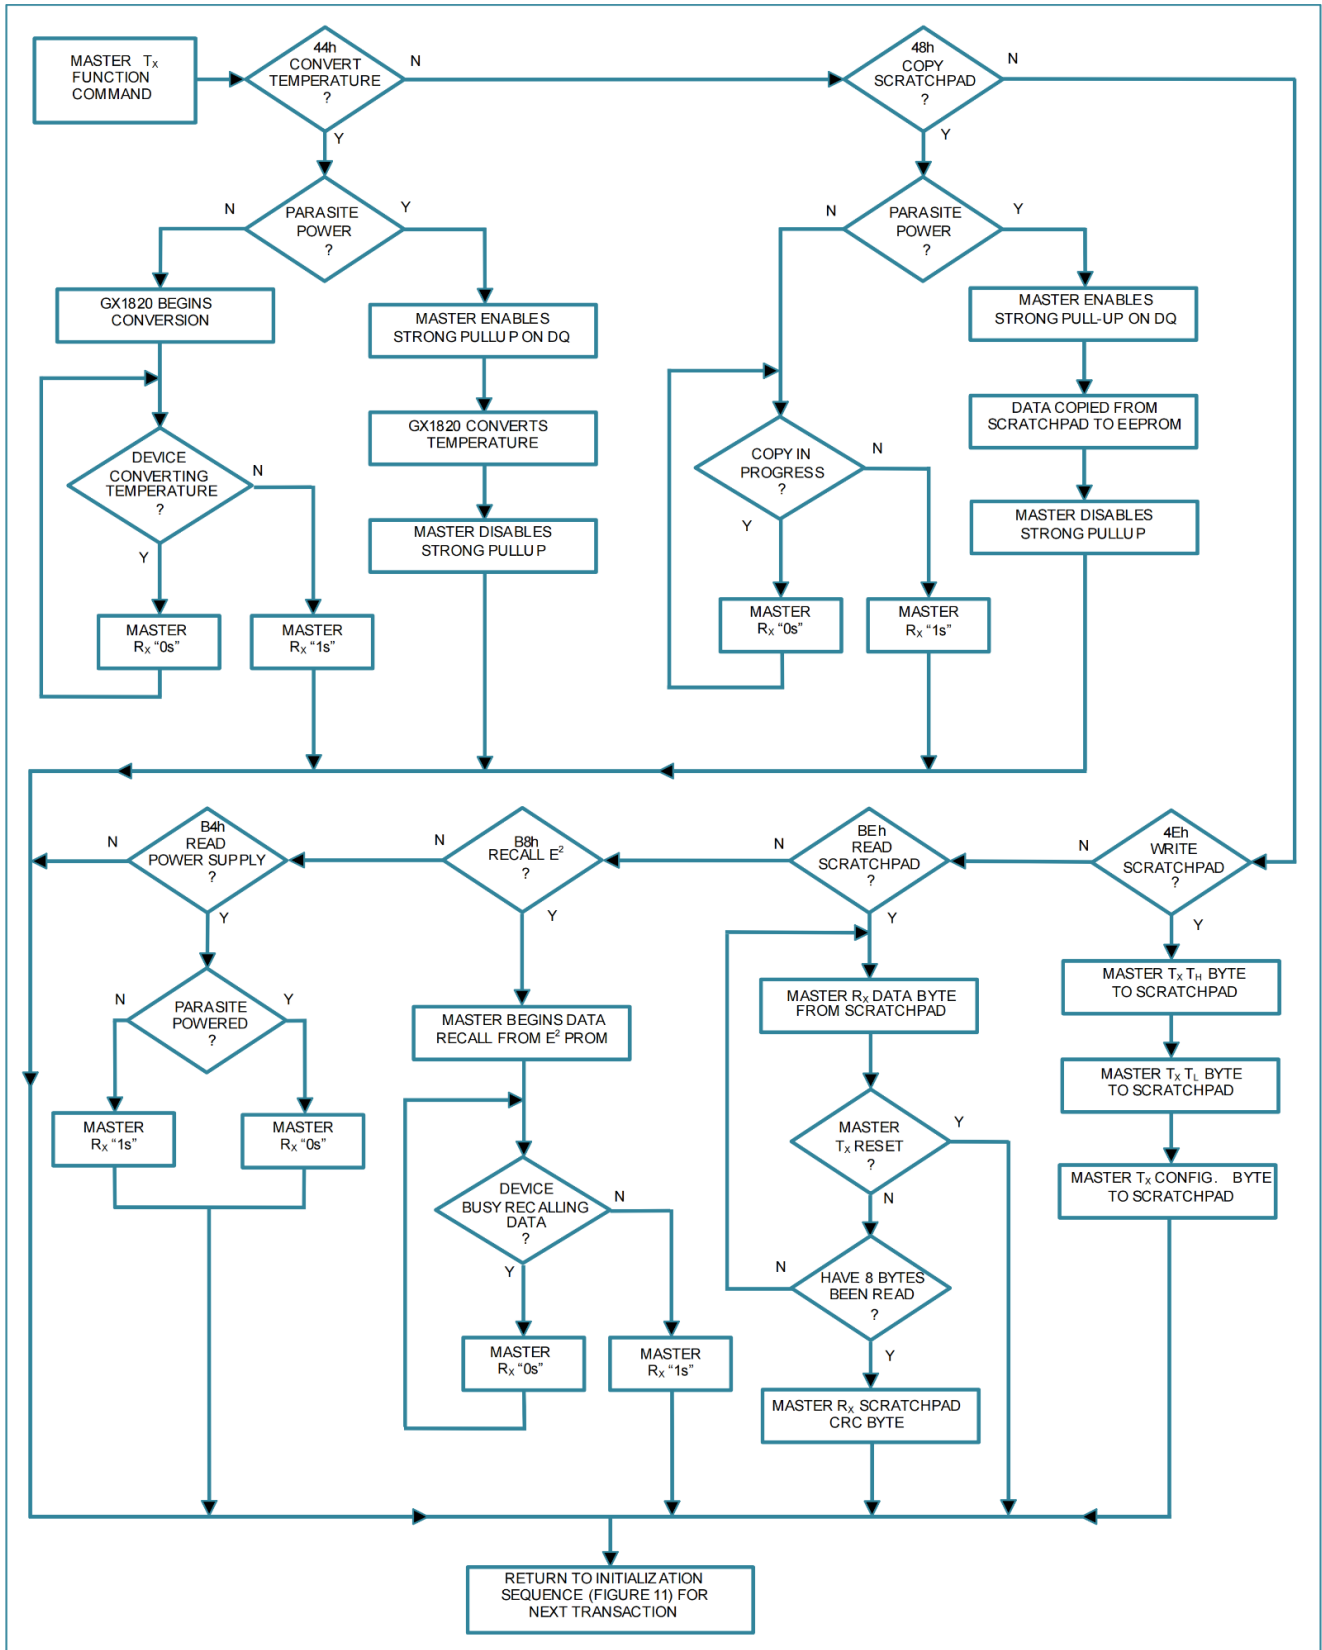 MASTER Tx
FUNCTION
COMMAND
44h
CONVERT
TEMPERATURE
?
N
Y
48h
COPY
SCRATCHPAD
?
N
Y
PARASITE
POWER
?
N
Y
PARASITE
POWER
?
N
Y
GX1820 BEGINS
CONVERSION
MASTER ENABLES
STRONG PULLUP ON DQ
MASTER ENABLES
STRONG PULL-UP ON DQ
GX1820 CONVERTS
TEMPERATURE
DATA COPIED FROM
SCRATCHPAD TO EEPROM
DEVICE
CONVERTING
TEMPERATURE
?
N
Y
COPY IN
PROGRESS
?
N
Y
MASTER DISABLES
STRONG PULLUP
MASTER DISABLES
STRONG PULLUP
MASTER
Rx “0s”
MASTER
Rx “1s”
MASTER
Rx “0s”
MASTER
Rx “1s”
B4h
READ
POWER SUPPLY
?
N
Y
B8h
RECALL E²
?
N
Y
BEh
READ
SCRATCHPAD
?
N
Y
4Eh
WRITE
SCRATCHPAD
?
N
Y
PARASITE
POWERED
?
N
Y
MASTER
Rx “1s”
MASTER
Rx “0s”
MASTER BEGINS DATA
RECALL FROM E² PROM
DEVICE
BUSY RECALLING
DATA
?
N
Y
MASTER
Rx “0s”
MASTER
Rx “1s”
MASTER Rx DATA BYTE
FROM SCRATCHPAD
MASTER
Tx RESET
?
Y
N
HAVE 8 BYTES
BEEN READ
?
N
Y
MASTER Rx SCRATCHPAD
CRC BYTE
MASTER Tx TH BYTE
TO SCRATCHPAD
MASTER Tx TL BYTE
TO SCRATCHPAD
MASTER Tx CONFIG. BYTE
TO SCRATCHPAD
RETURN TO INITIALIZATION
SEQUENCE (FIGURE 11) FOR
NEXT TRANSACTION